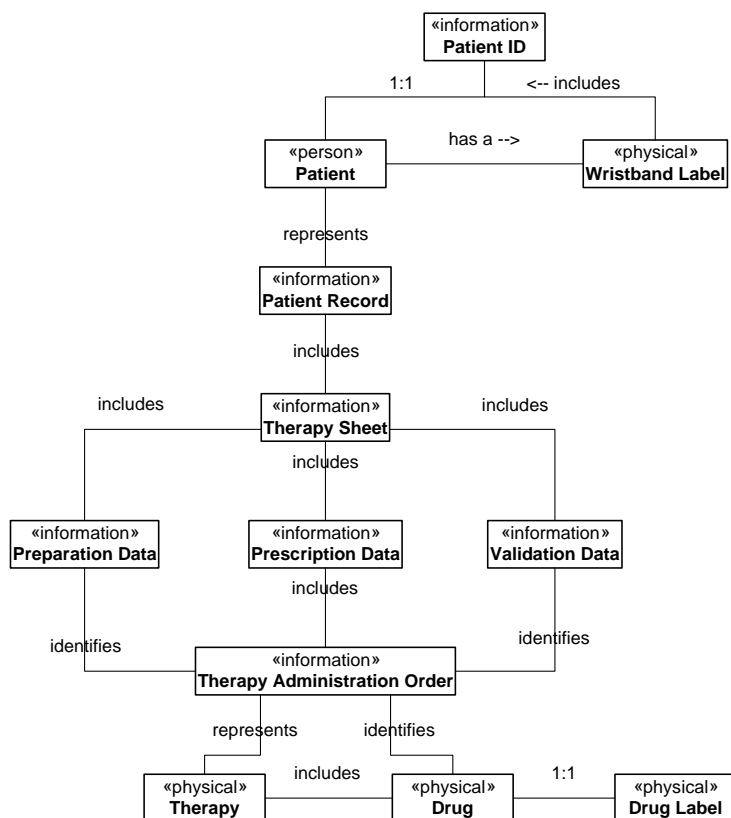 «information»
Patient ID
1:1
<-- includes
«person»
Patient
has a -->
«physical»
Wristband Label
represents
«information»
Patient Record
includes
includes
«information»
Therapy Sheet
includes
includes
«information»
Preparation Data
«information»
Prescription Data
«information»
Validation Data
includes
identifies
identifies
«information»
Therapy Administration Order
represents
identifies
«physical»
Therapy
includes
«physical»
Drug
1:1
«physical»
Drug Label